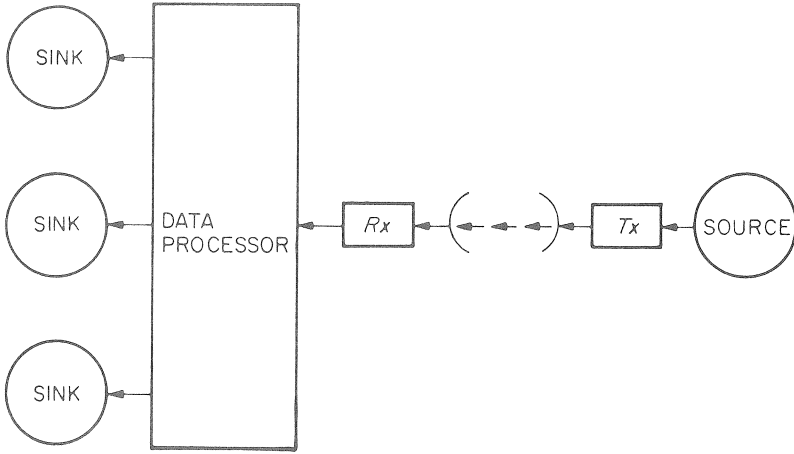 SINK
SINK
DATA
PROCESSOR
Rx
Tx
SOURCE
SINK